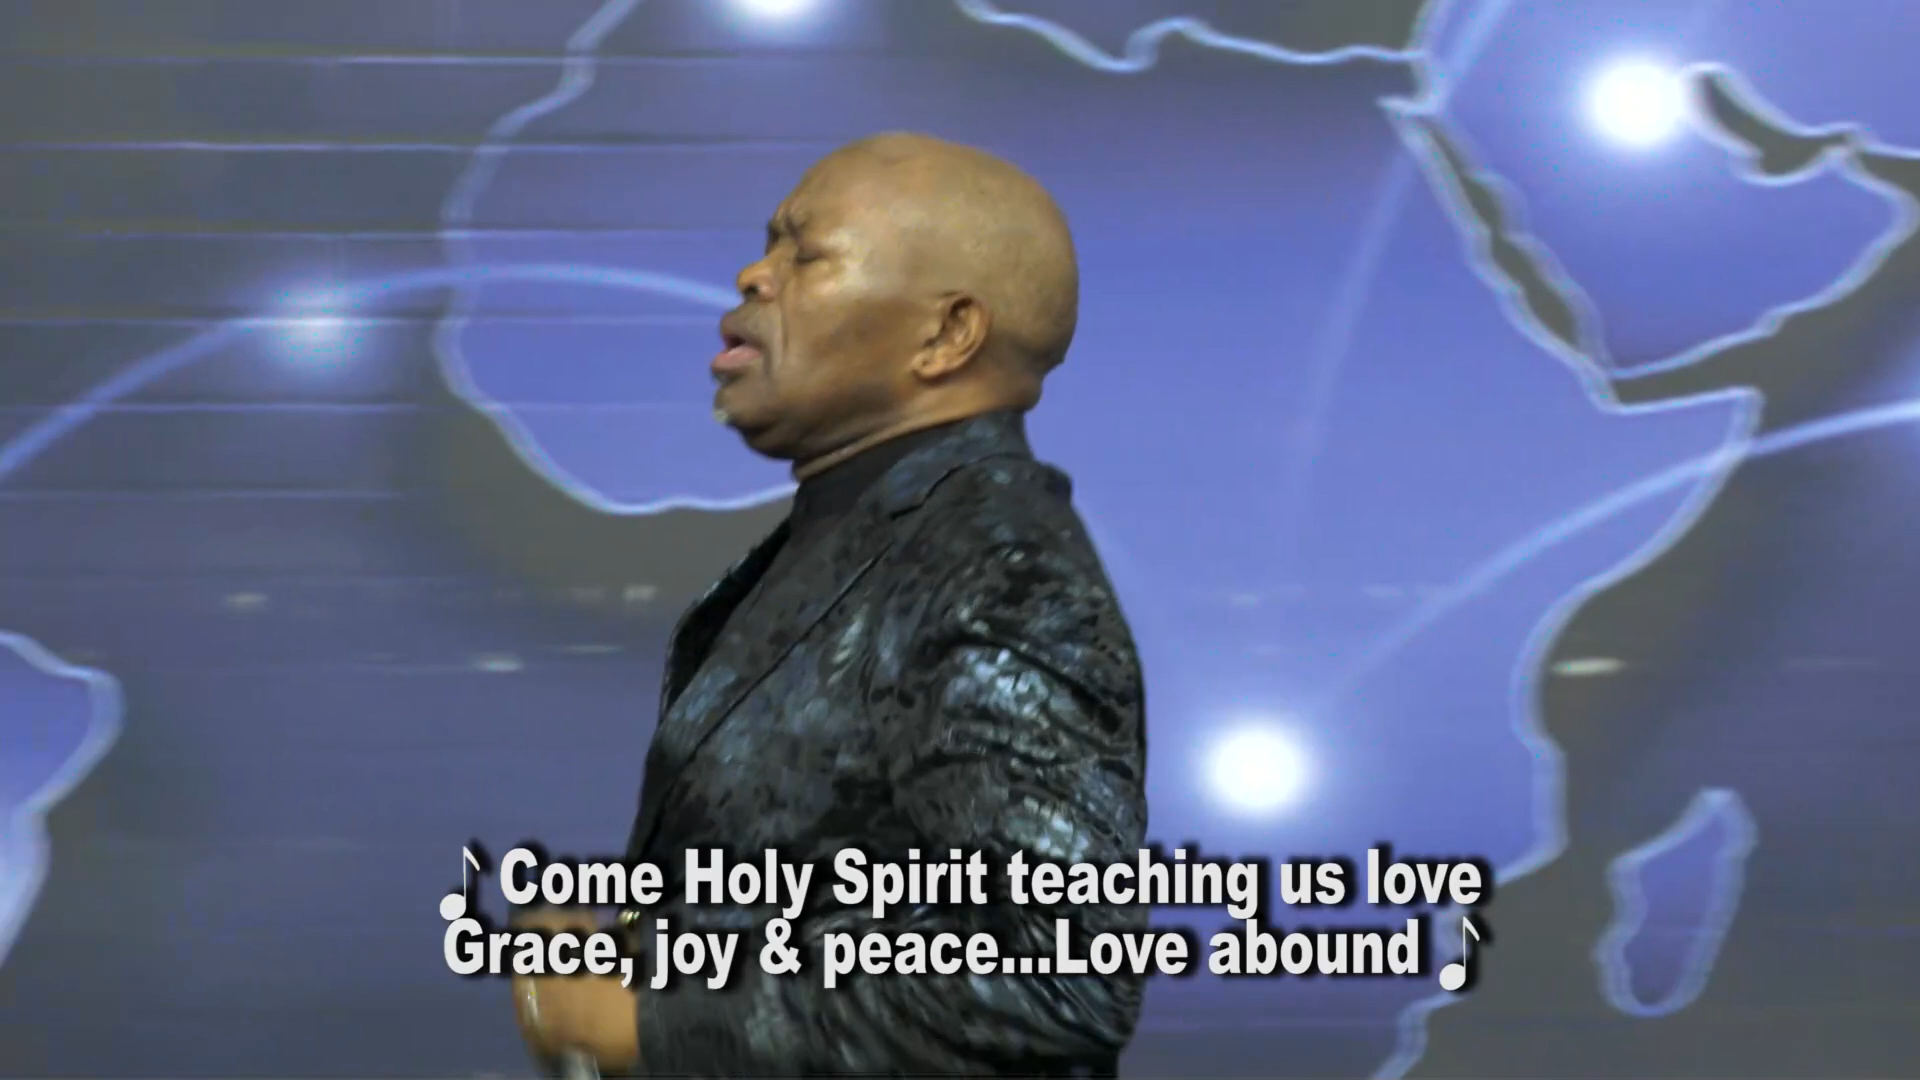 ♪ Come Holy Spirit teaching us love
Grace, joy & peace...Love abound ♪